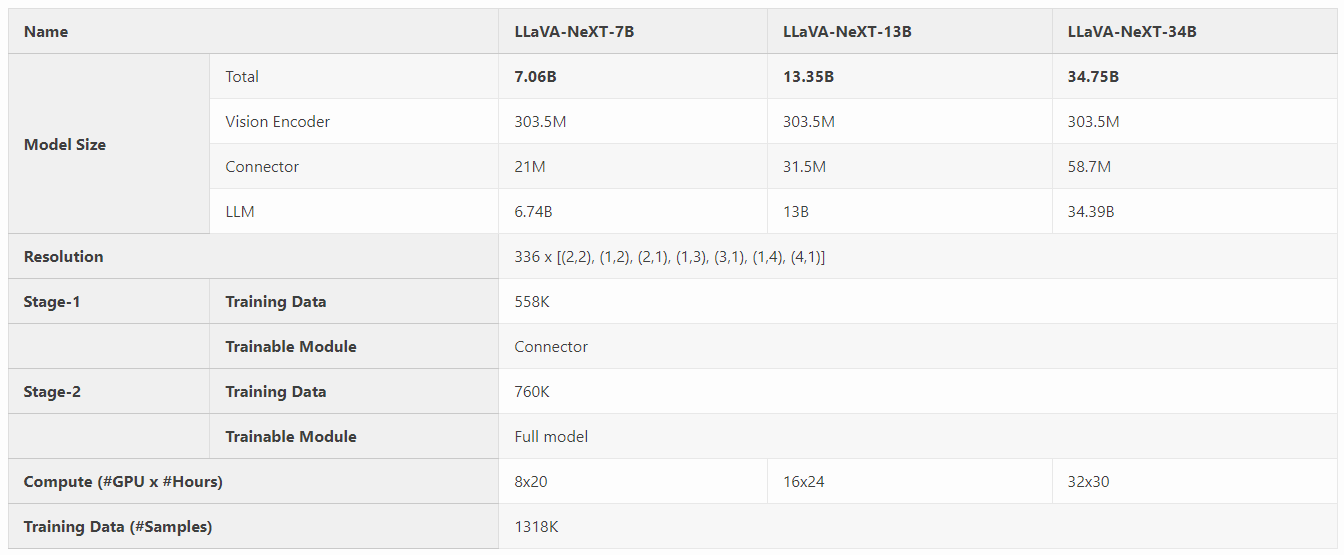 Name LLaVA-NeXT-7B LLaVA-NeXT-13B LLaVA-NeXT-34B
Model Size Total 7.06B 13.35B 34.75B
Vision Encoder 303.5M 303.5M 303.5M
Connector 21M 31.5M 58.7M
LLM 6.74B 13B 34.39B
Resolution 336 x [(2,2), (1,2), (2,1), (1,3), (3,1), (1,4), (4,1)]
Stage-1 Training Data 558K
Trainable Module Connector
Stage-2 Training Data 760K
Trainable Module Full model
Compute (#GPU x #Hours) 8x20 16x24 32x30
Training Data (#Samples) 1318K